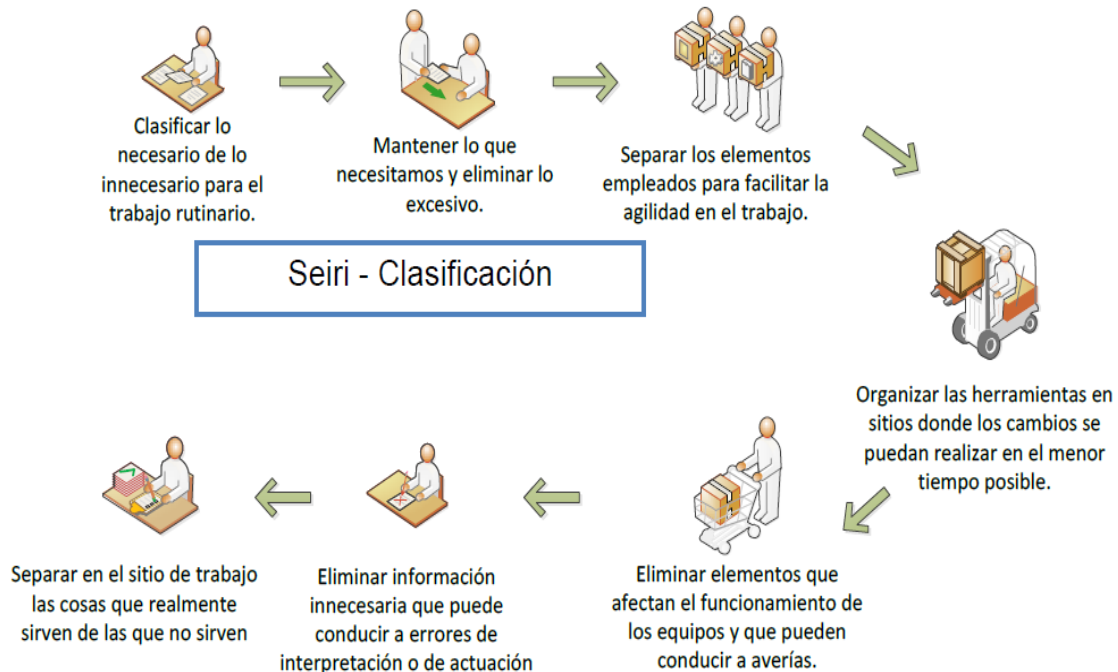 Clasificar lo
necesario de lo
innecesario para el
trabajo rutinario.
Mantener lo que
necesitamos y eliminar lo
excesivo.
Separar los elementos
empleados para facilitar la
agilidad en el trabajo.
Seiri - Clasificación
Organizar las herramientas en
sitios donde los cambios se
puedan realizar en el menor
tiempo posible.
Eliminar elementos que
afectan el funcionamiento de
los equipos y que pueden
conducir a averías.
Eliminar información
innecesaria que puede
conducir a errores de
interpretación o de actuación
Separar en el sitio de trabajo
las cosas que realmente
sirven de las que no sirven